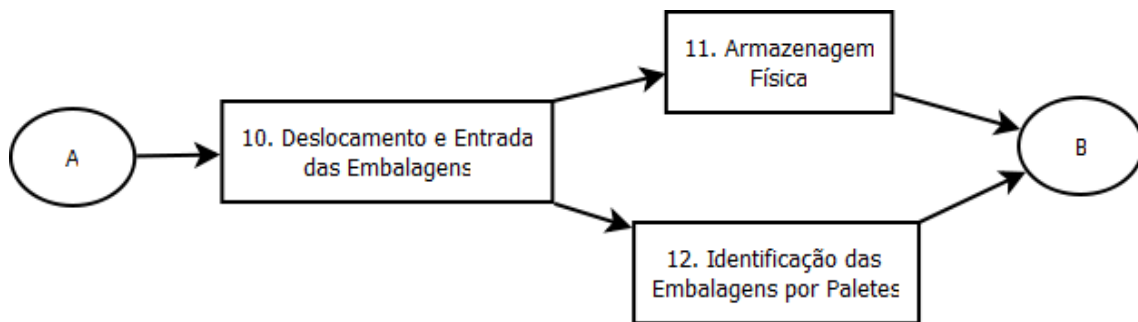 A
10. Deslocamento e Entrada
das Embalagens
11. Armazenagem
Física
12. Identificação das
Embalagens por Paletes
B